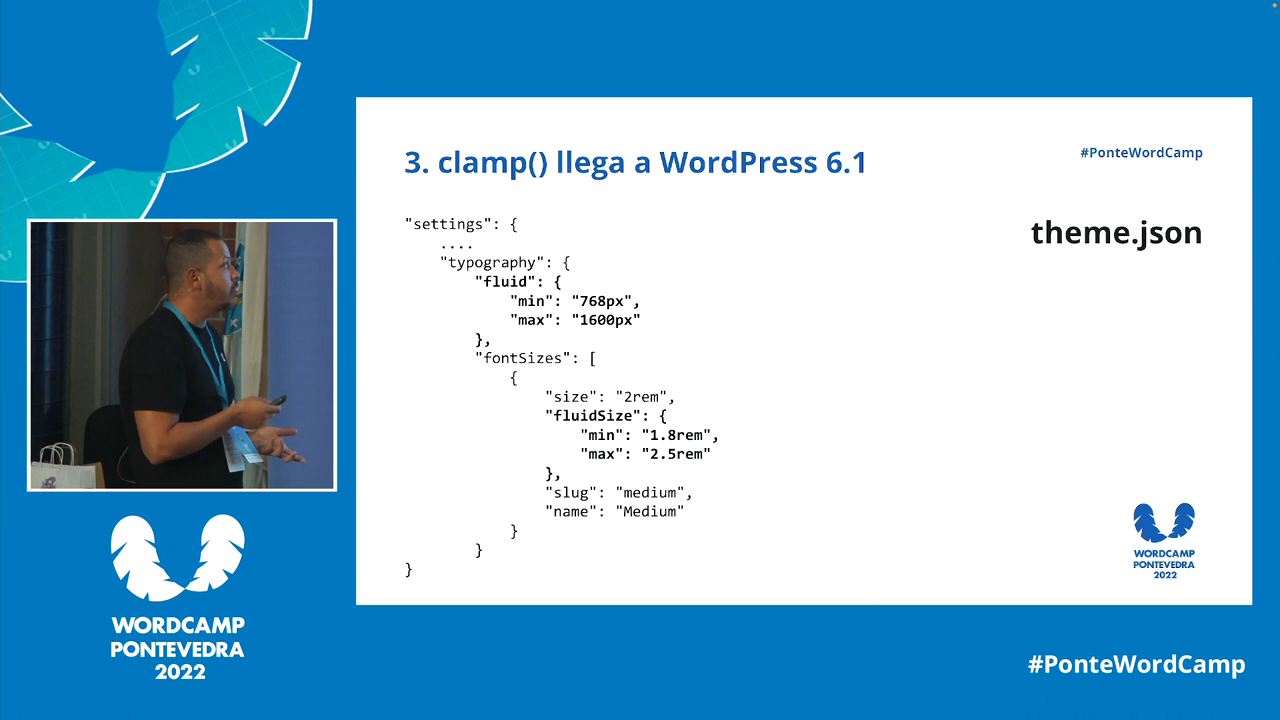 3. clamp() llega a WordPress 6.1
#PonteWordCamp
theme.json
"settings": {
    ....
    "typography": {
        "fluid": {
            "min": "768px",
            "max": "1600px"
        },
        "fontSizes": [
            {
                "size": "2rem",
                "fluidSize": {
                    "min": "1.8rem",
                    "max": "2.5rem"
                },
                "slug": "medium",
                "name": "Medium"
            }
        }
}
WORDCAMP
PONTEVEDRA
2022
WORDCAMP
PONTEVEDRA
2022
#PonteWordCamp